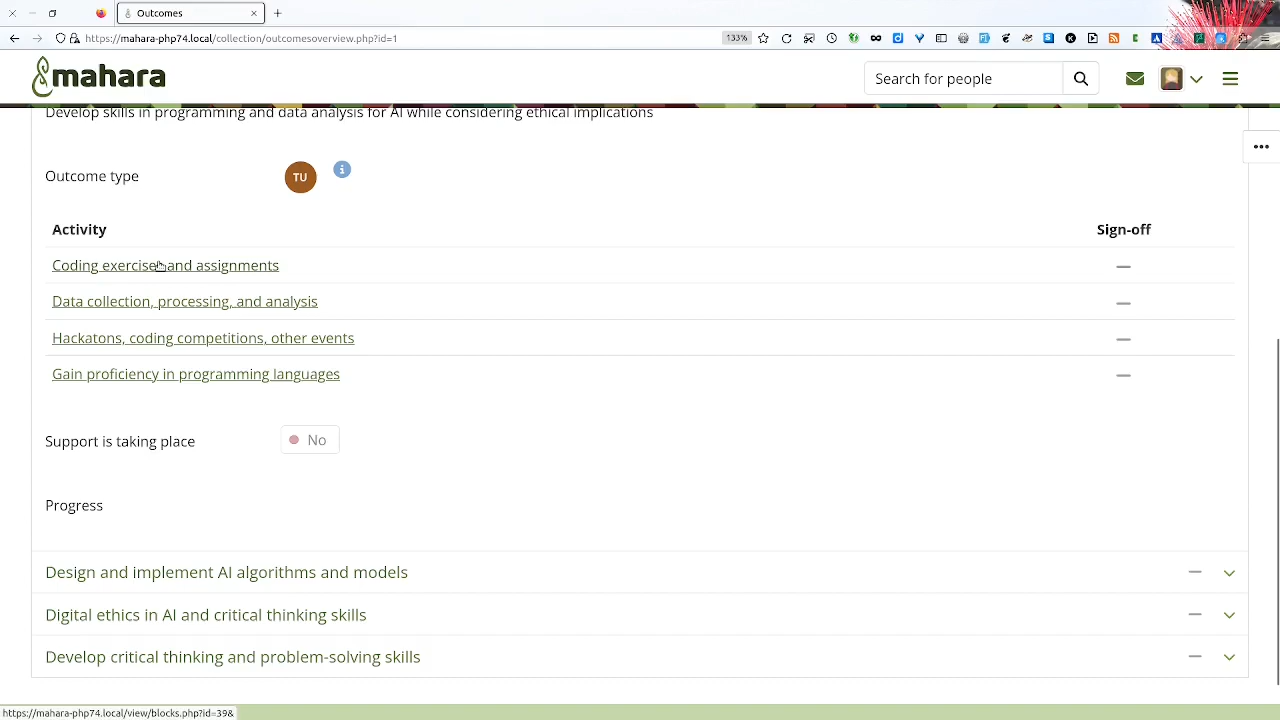 Outcomes
https://mahara-php74.local/collection/outcomesoverview.php?id=1
133%
mahara
Search for people
Develop skills in programming and data analysis for AI while considering ethical implications
Outcome type
TU
Activity
Sign-off
Coding exercises and assignments
Data collection, processing, and analysis
Hackatons, coding competitions, other events
Gain proficiency in programming languages
Support is taking place
No
Progress
Design and implement AI algorithms and models
Digital ethics in AI and critical thinking skills
Develop critical thinking and problem-solving skills
https://mahara-php74.local/view/blocks.php?id=39&